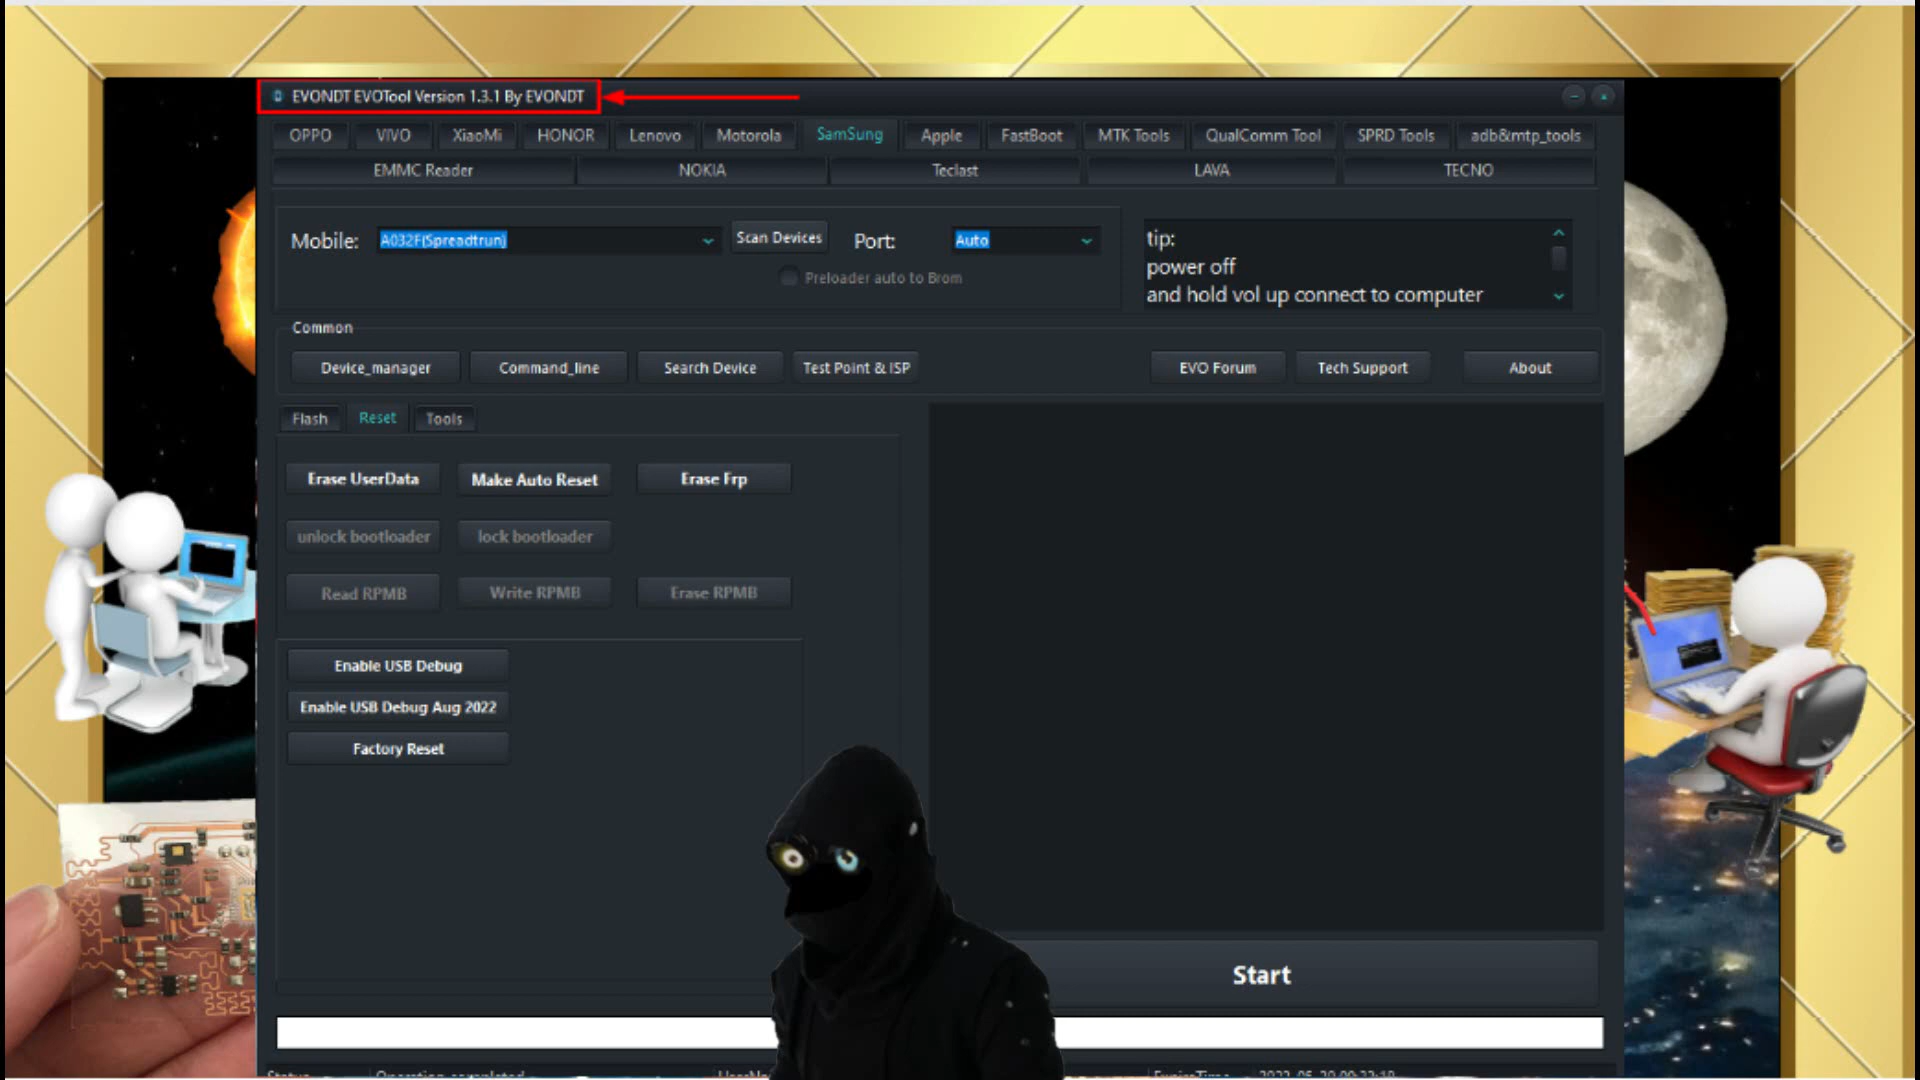 EVONDT EVOTool Version 1.3.1 By EVONDT
OPPO VIVO XiaoMi HONOR Lenovo Motorola SamSung Apple FastBoot MTK Tools QualComm Tool SPRD Tools adb&mtp_tools
EMMC Reader NOKIA Teclast LAVA TECNO
Mobile: A032F(Spreadtrun) Scan Devices Port: Auto
Preloader auto to Brom
tip:
power off
and hold vol up connect to computer
Common
Device_manager Command_line Search Device Test Point & ISP EVO Forum Tech Support About
Flash Reset Tools
Erase UserData Make Auto Reset Erase Frp
unlock bootloader lock bootloader
Read RPMB Write RPMB Erase RPMB
Enable USB Debug
Enable USB Debug Aug 2022
Factory Reset
Start
Status Operation completed ExpireTime